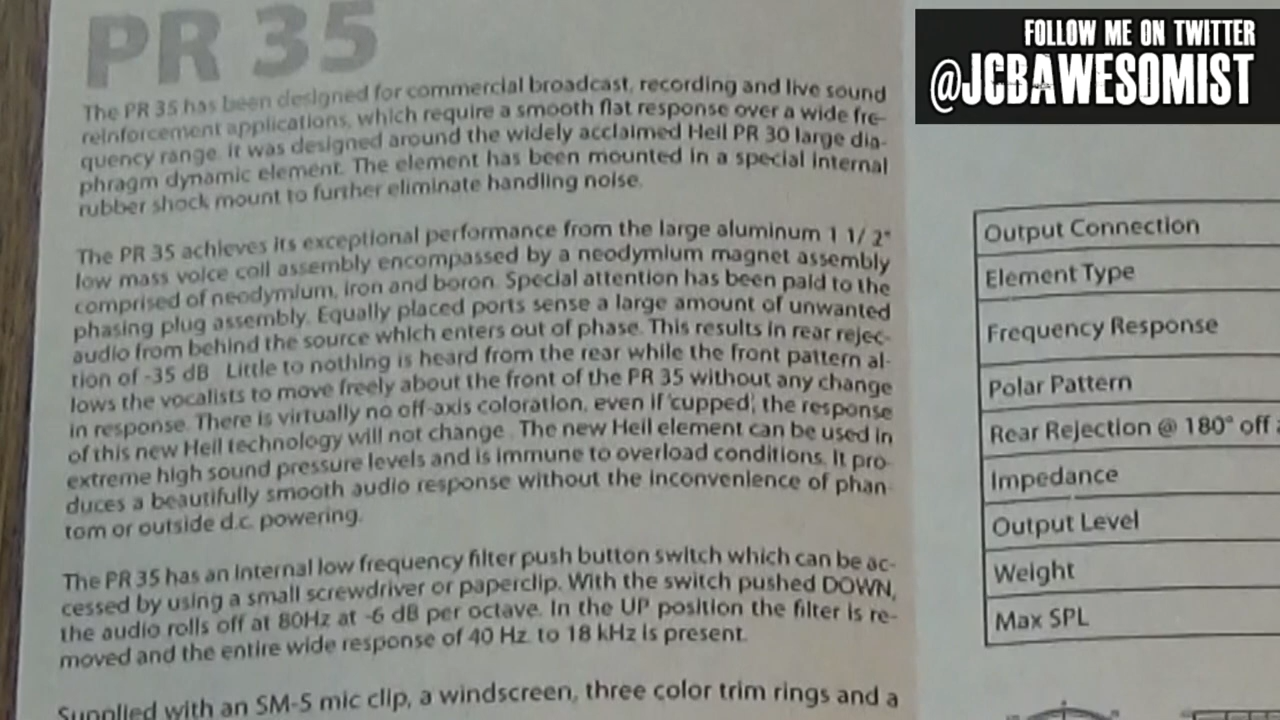 PR 35
The PR 35 has been designed for commercial broadcast, recording and live sound
reinforcement applications, which require a smooth flat response over a wide fre-
quency range. It was designed around the widely acclaimed Heil PR 30 large dia-
phragm dynamic element. The element has been mounted in a special internal
rubber shock mount to further eliminate handling noise.
The PR 35 achieves its exceptional performance from the large aluminum 1 1/2"
low mass voice coil assembly encompassed by a neodymium magnet assembly
comprised of neodymium, iron and boron. Special attention has been paid to the
phasing plug assembly. Equally placed ports sense a large amount of unwanted
audio from behind the source which enters out of phase. This results in rear rejec-
tion of -35 dB Little to nothing is heard from the rear while the front pattern al-
lows the vocalists to move freely about the front of the PR 35 without any change
in response. There is virtually no off-axis coloration, even if 'cupped', the response
of this new Heil technology will not change. The new Heil element can be used in
extreme high sound pressure levels and is immune to overload conditions. It pro-
duces a beautifully smooth audio response without the inconvenience of phan-
tom or outside d.c. powering.
The PR 35 has an internal low frequency filter push button switch which can be ac-
cessed by using a small screwdriver or paperclip. With the switch pushed DOWN,
the audio rolls off at 80Hz at -6 dB per octave. In the UP position the filter is re-
moved and the entire wide response of 40 Hz. to 18 kHz is present.
Supplied with an SM-5 mic clip, a windscreen, three color trim rings and a
FOLLOW ME ON TWITTER
@JCBAWESOMIST
Output Connection
Element Type
Frequency Response
Polar Pattern
Rear Rejection @ 180° off
Impedance
Output Level
Weight
Max SPL